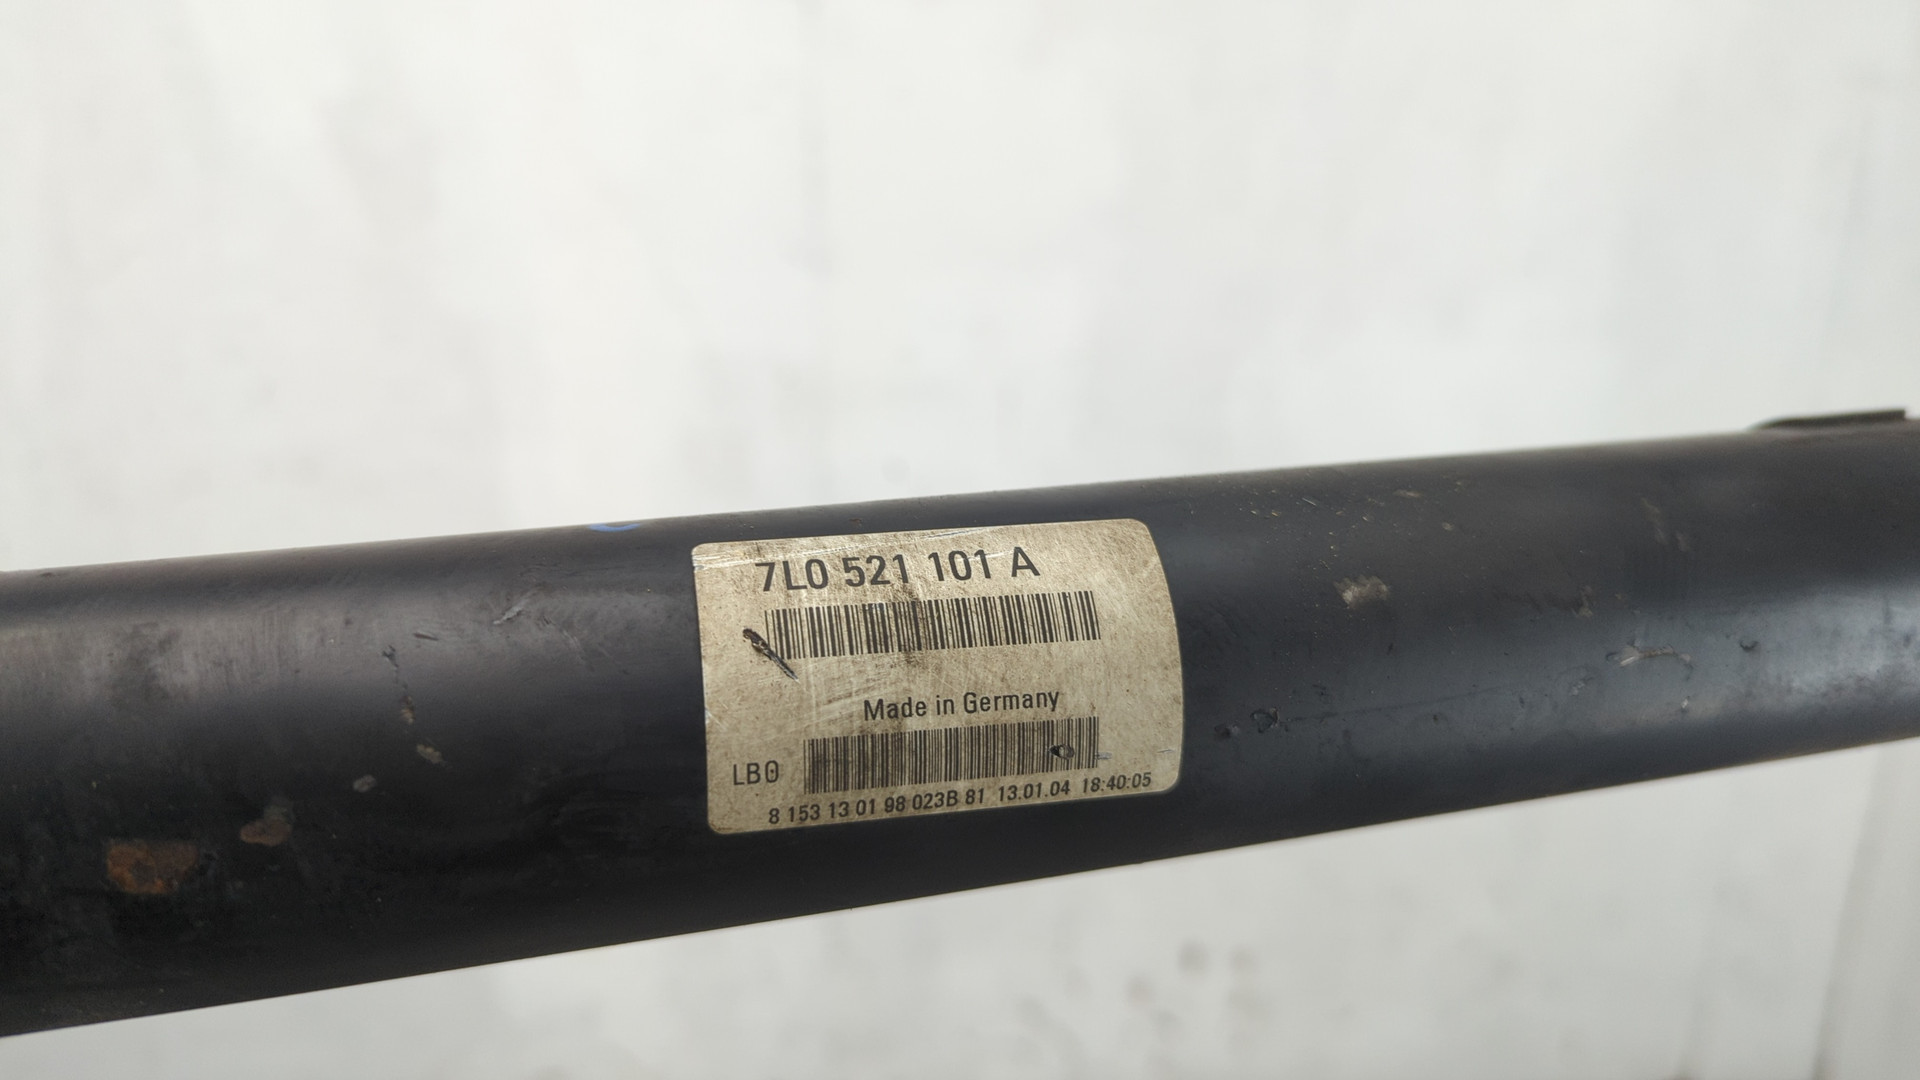 7L0 521 101 A
Made in Germany
LB0
8 153 13 01 98 023B 81 13.01.04 18:40:05